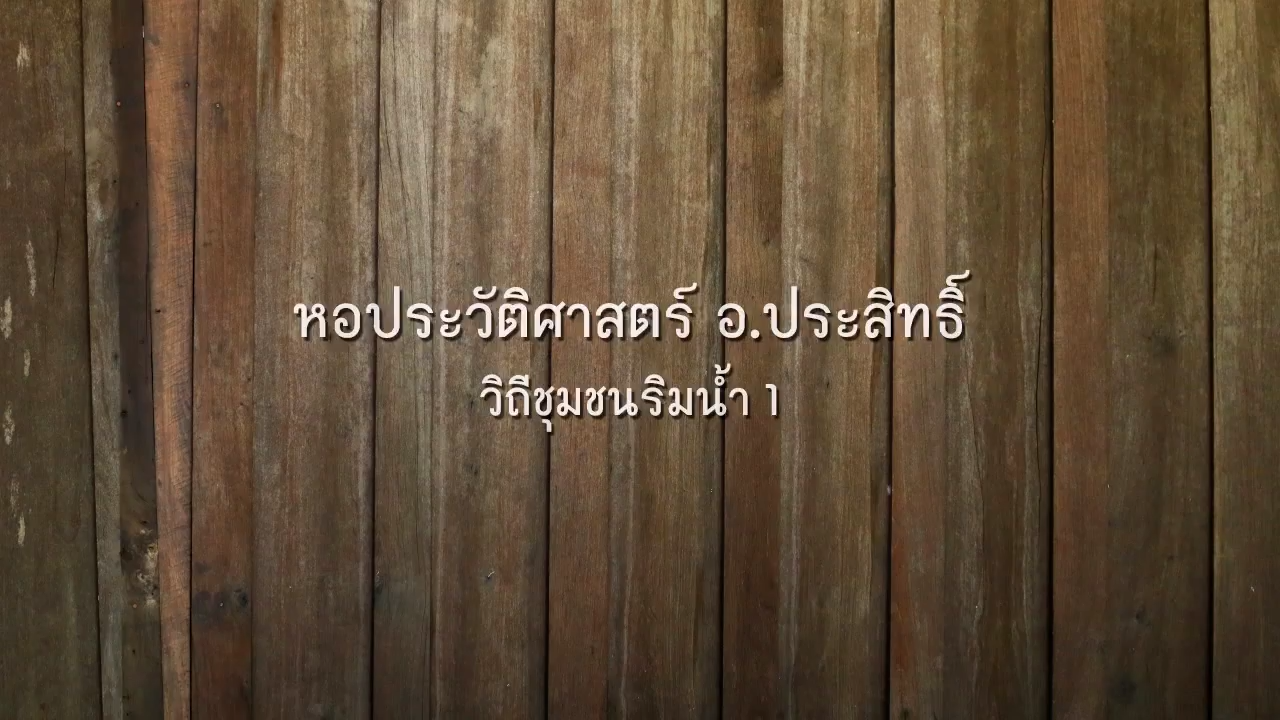 หอประวัติศาสตร์ อ.ประสิทธิ์
วิถีชุมชนริมน้ำ 1